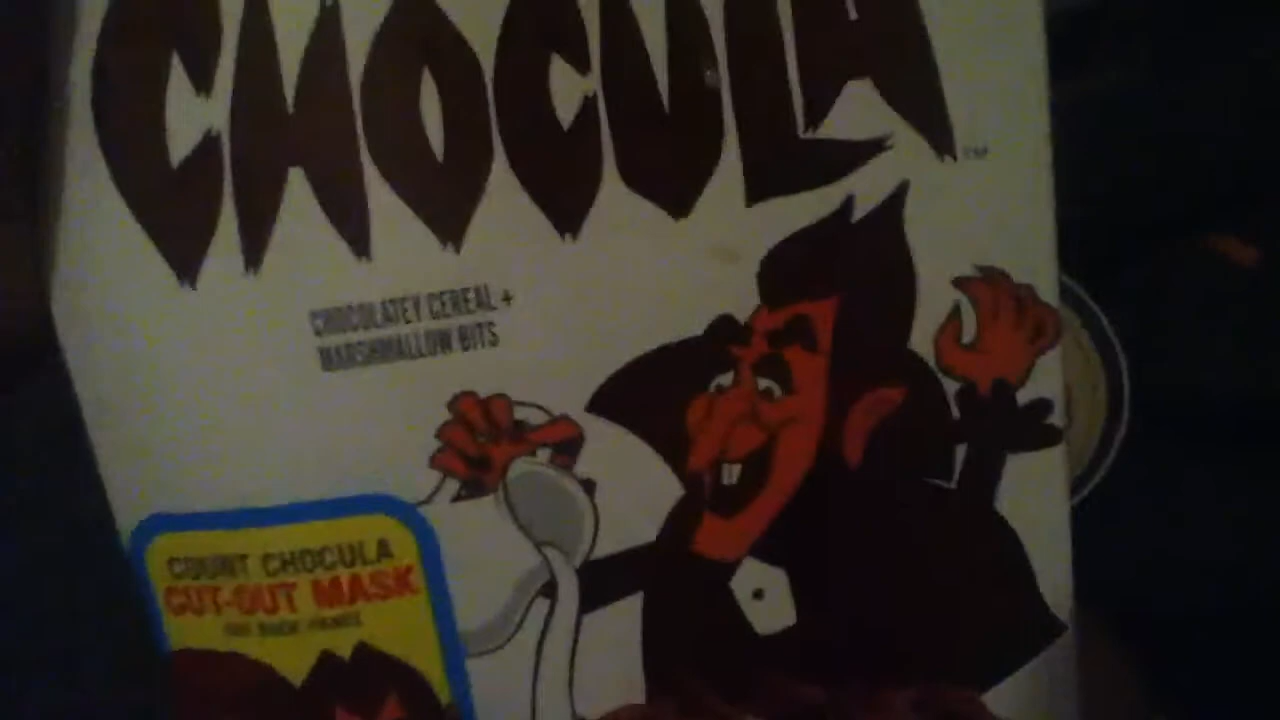 CHOCULA
CHOCOLATEY CEREAL +
MARSHMALLOW BITS
COUNT CHOCULA
CUT-OUT MASK